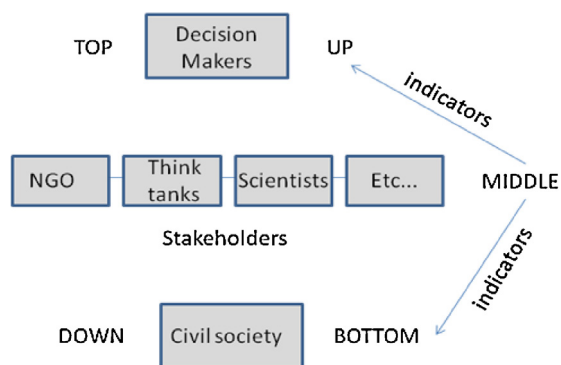 TOP
Decision
Makers
UP
indicators
NGO
Think
tanks
Scientists
Etc...
MIDDLE
Stakeholders
indicators
DOWN
Civil society
BOTTOM